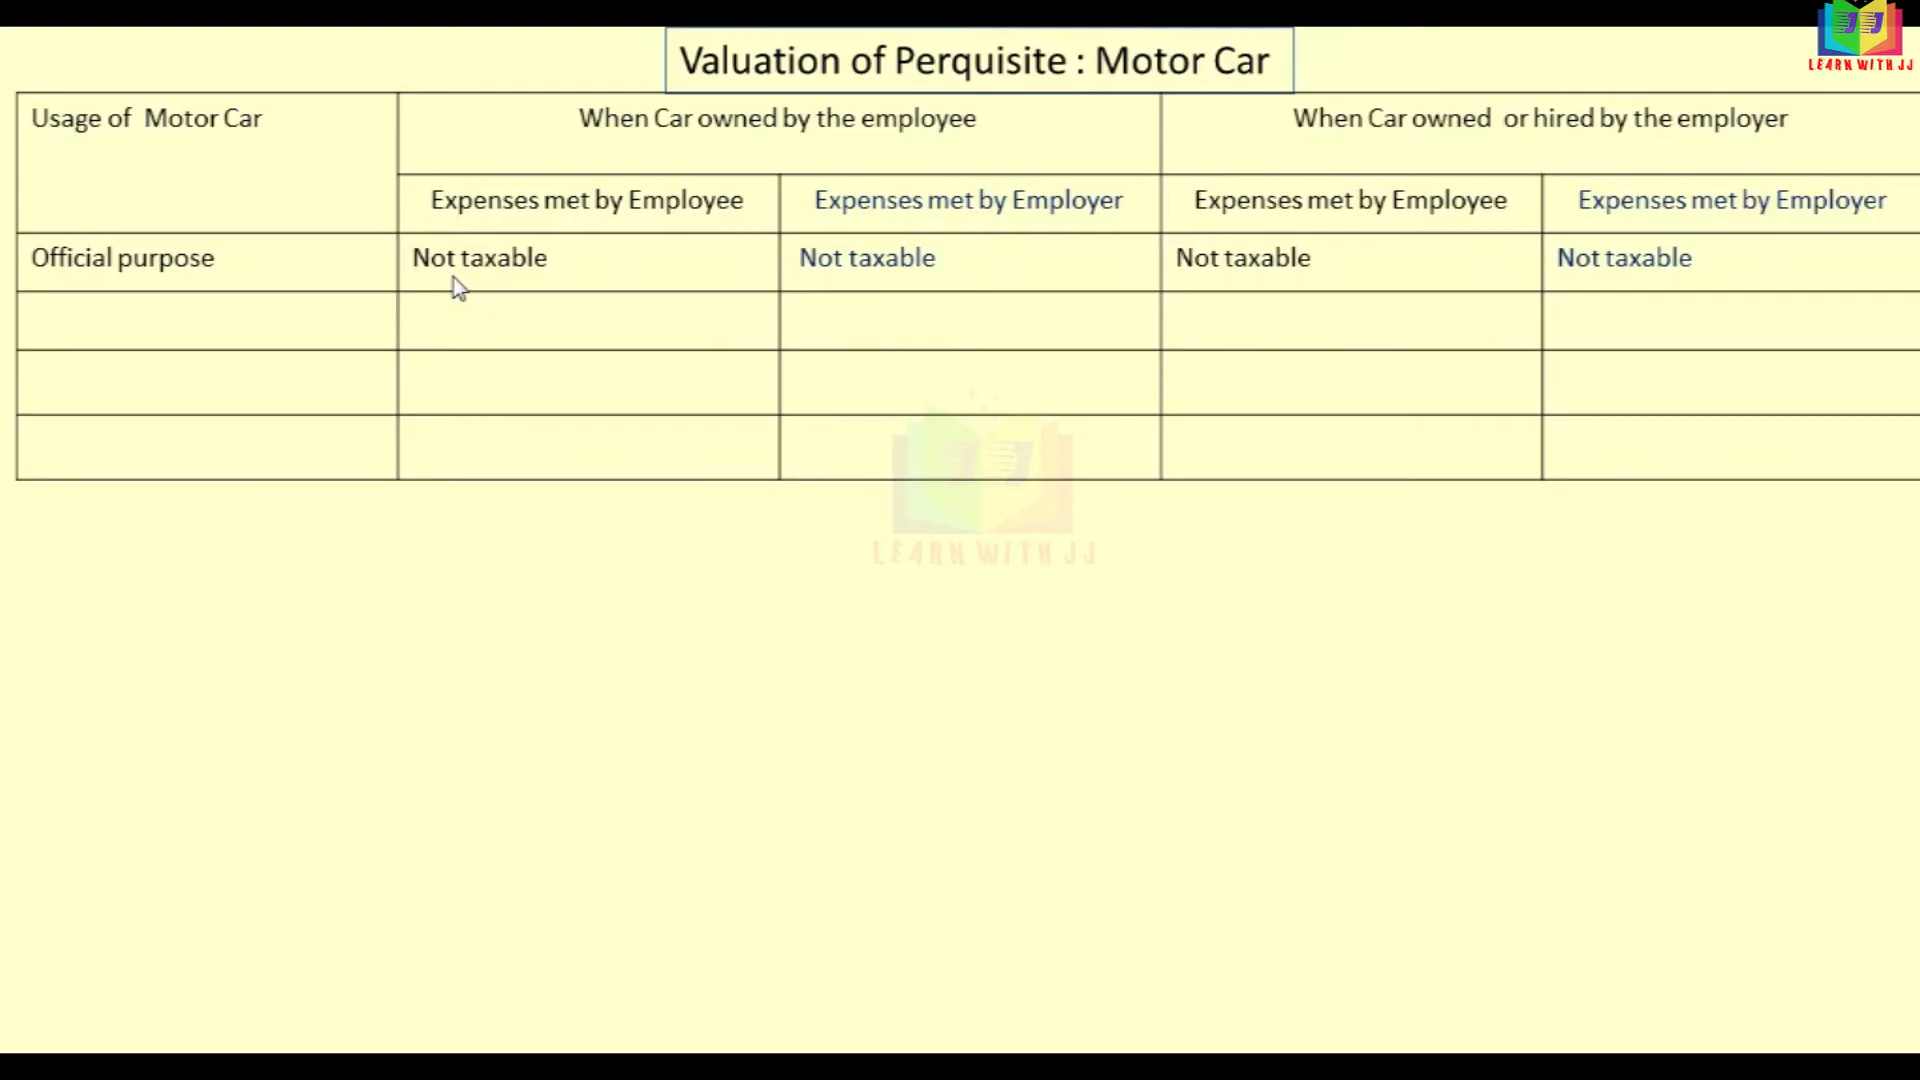 LEARN WITH JJ
Valuation of Perquisite : Motor Car
Usage of Motor Car
When Car owned by the employee
When Car owned or hired by the employer
Expenses met by Employee
Expenses met by Employer
Expenses met by Employee
Expenses met by Employer
Official purpose
Not taxable
Not taxable
Not taxable
Not taxable
LEARN WITH JJ